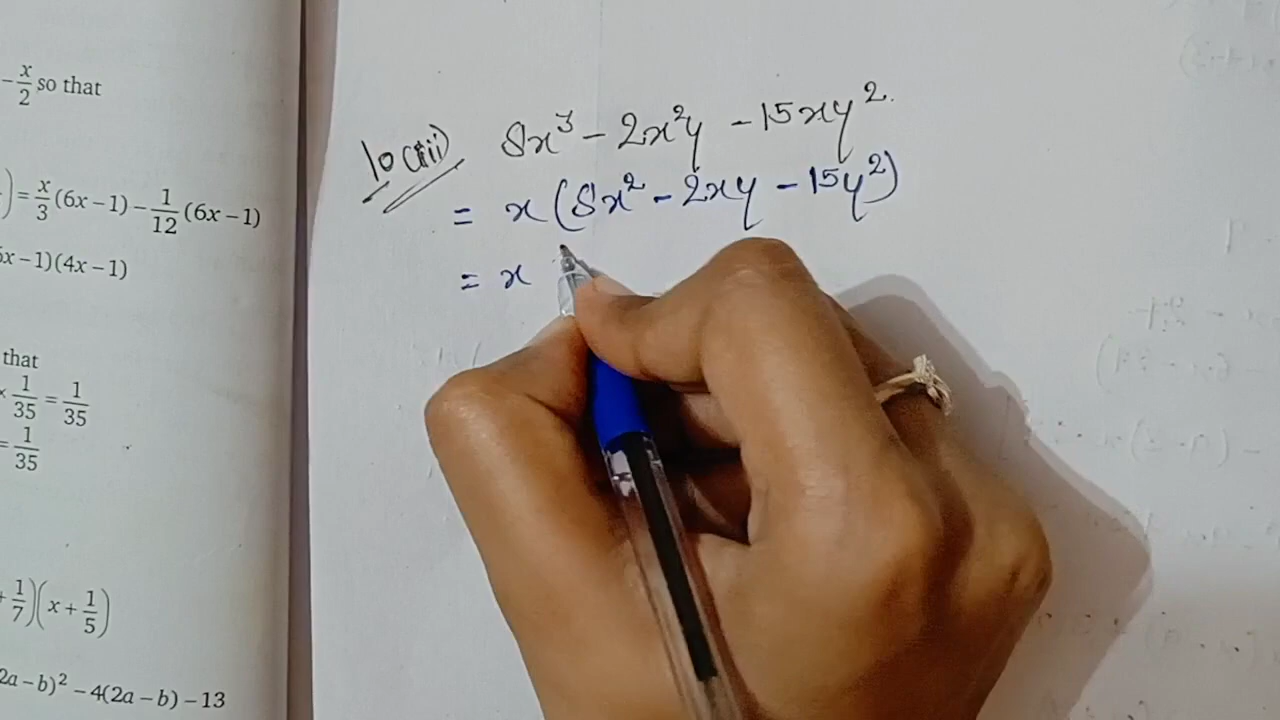 -x/2 so that
) = x/3 (6x – 1) – 1/12 (6x – 1)
x – 1)(4x – 1)
that
× 1/35 = 1/35
= 1/35
+ 1/7)(x + 1/5)
2a – b)² – 4(2a – b) – 13
10(iii) 8x³ - 2x²y - 15xy².
= x(8x² - 2xy - 15y²)
= x